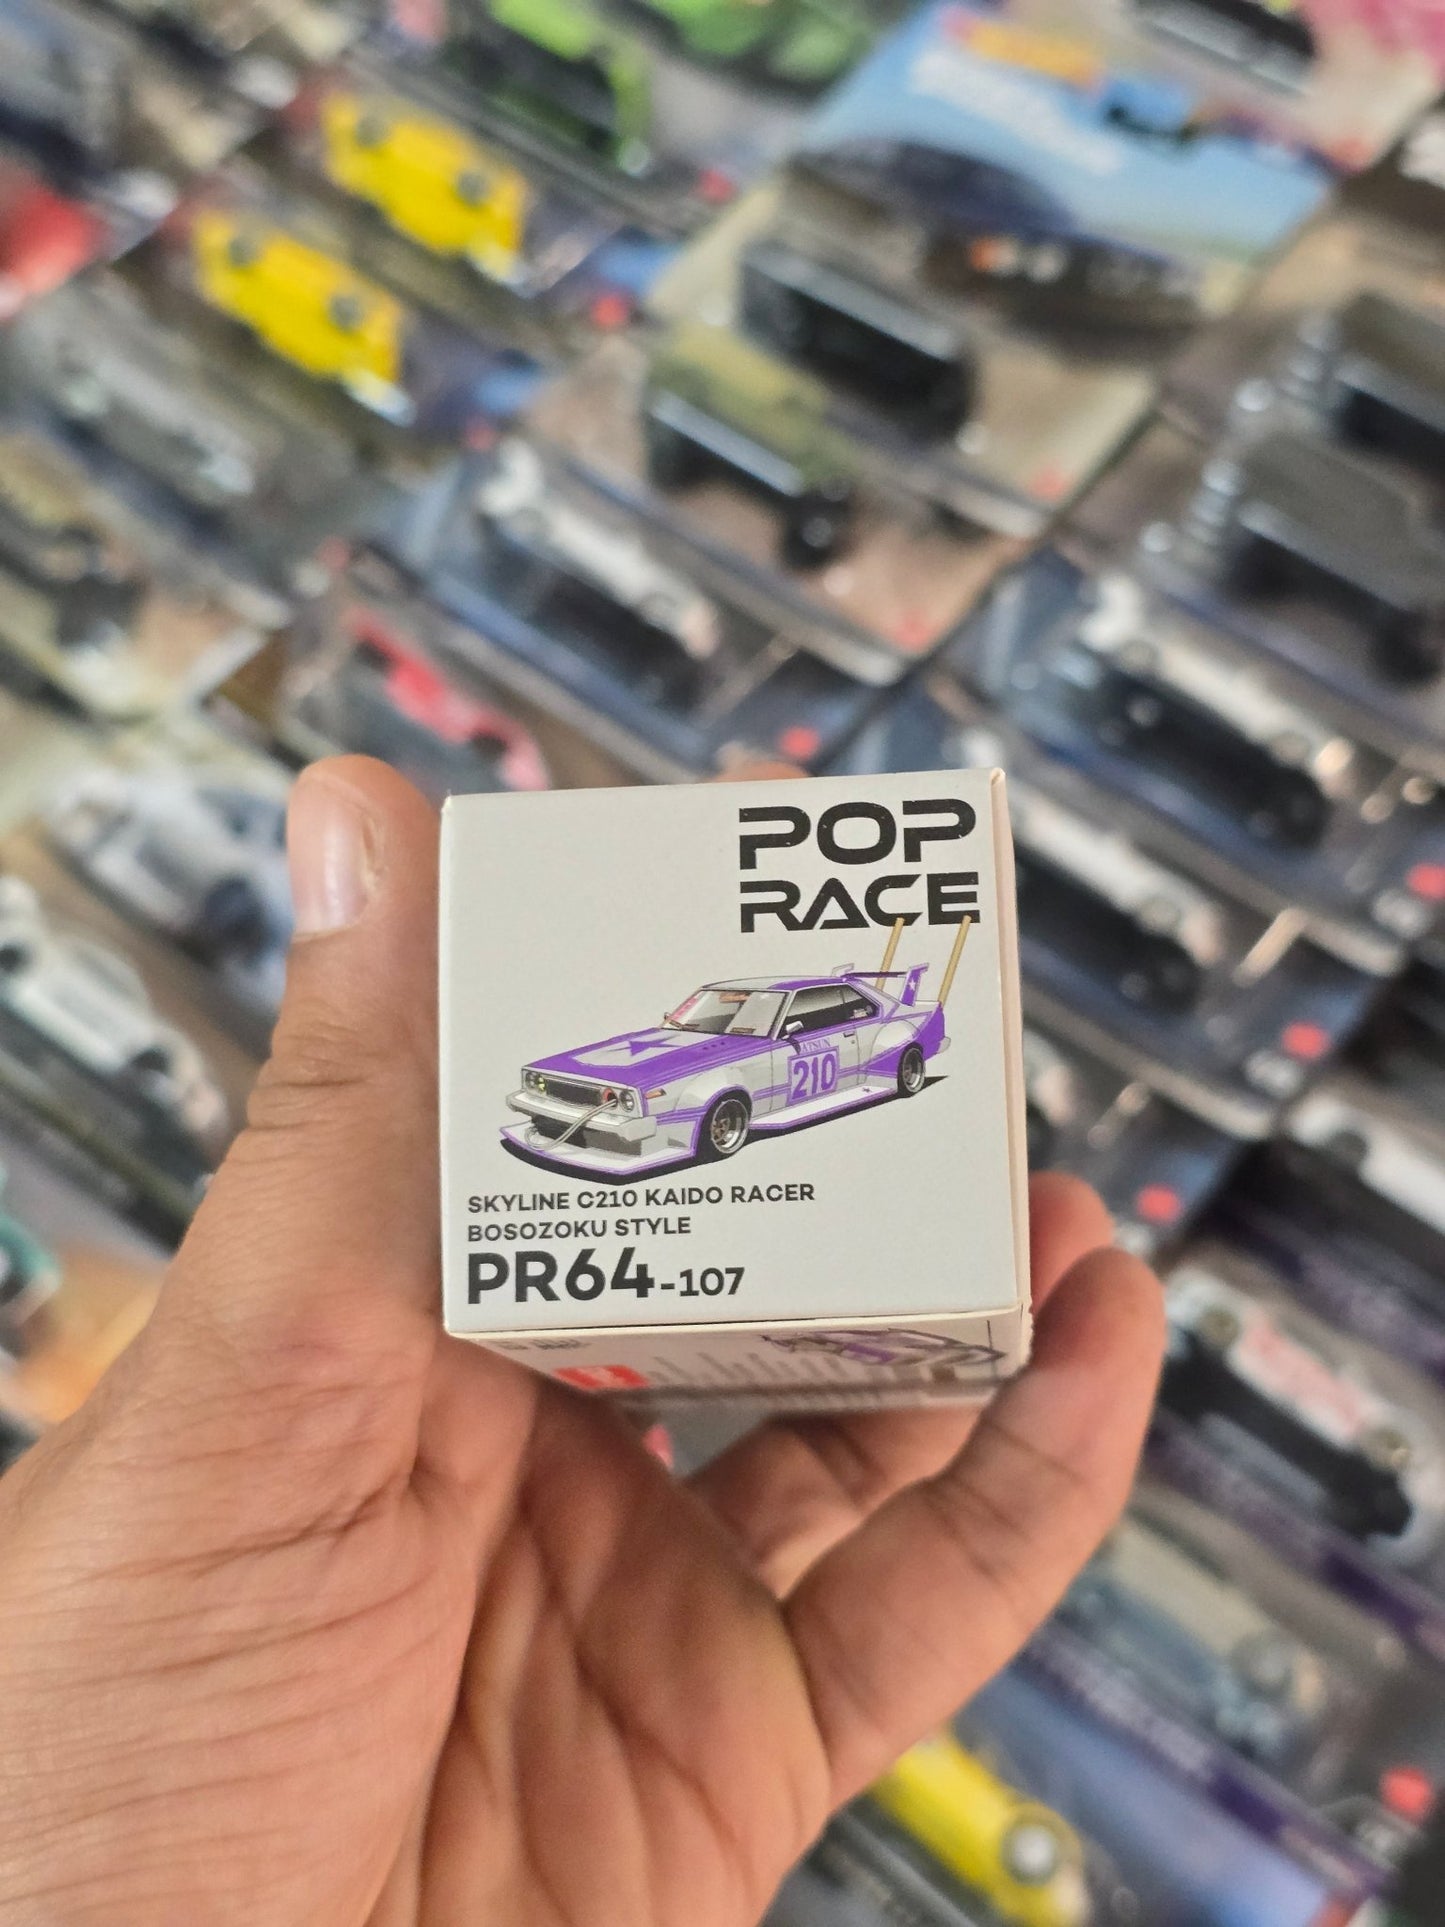 POP
RACE
210
SKYLINE C210 KAIDO RACER
BOSOZOKU STYLE
PR64-107